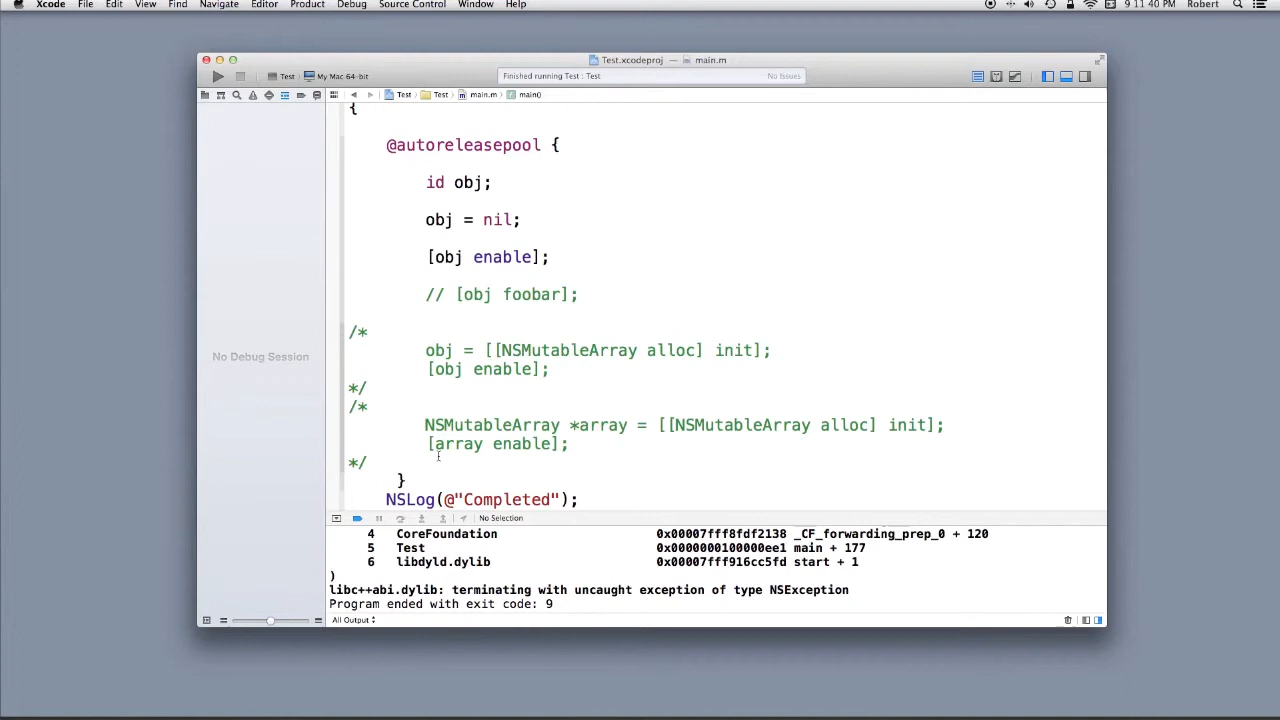 Xcode File Edit View Find Navigate Editor Product Debug Source Control Window Help 9 11 40 PM Robert
Test.xcodeproj — main.m
Test My Mac 64-bit Finished running Test : Test No Issues
Test Test main.m main()
{
@autoreleasepool {
id obj;
obj = nil;
[obj enable];
// [obj foobar];
/*
obj = [[NSMutableArray alloc] init];
[obj enable];
*/
/*
NSMutableArray *array = [[NSMutableArray alloc] init];
[array enable];
*/
}
NSLog(@"Completed");
No Debug Session
No Selection
4 CoreFoundation 0x00007fff8fdf2138 _CF_forwarding_prep_0 + 120
5 Test 0x0000000100000ee1 main + 177
6 libdyld.dylib 0x00007fff916cc5fd start + 1
)
libc++abi.dylib: terminating with uncaught exception of type NSException
Program ended with exit code: 9
All Output